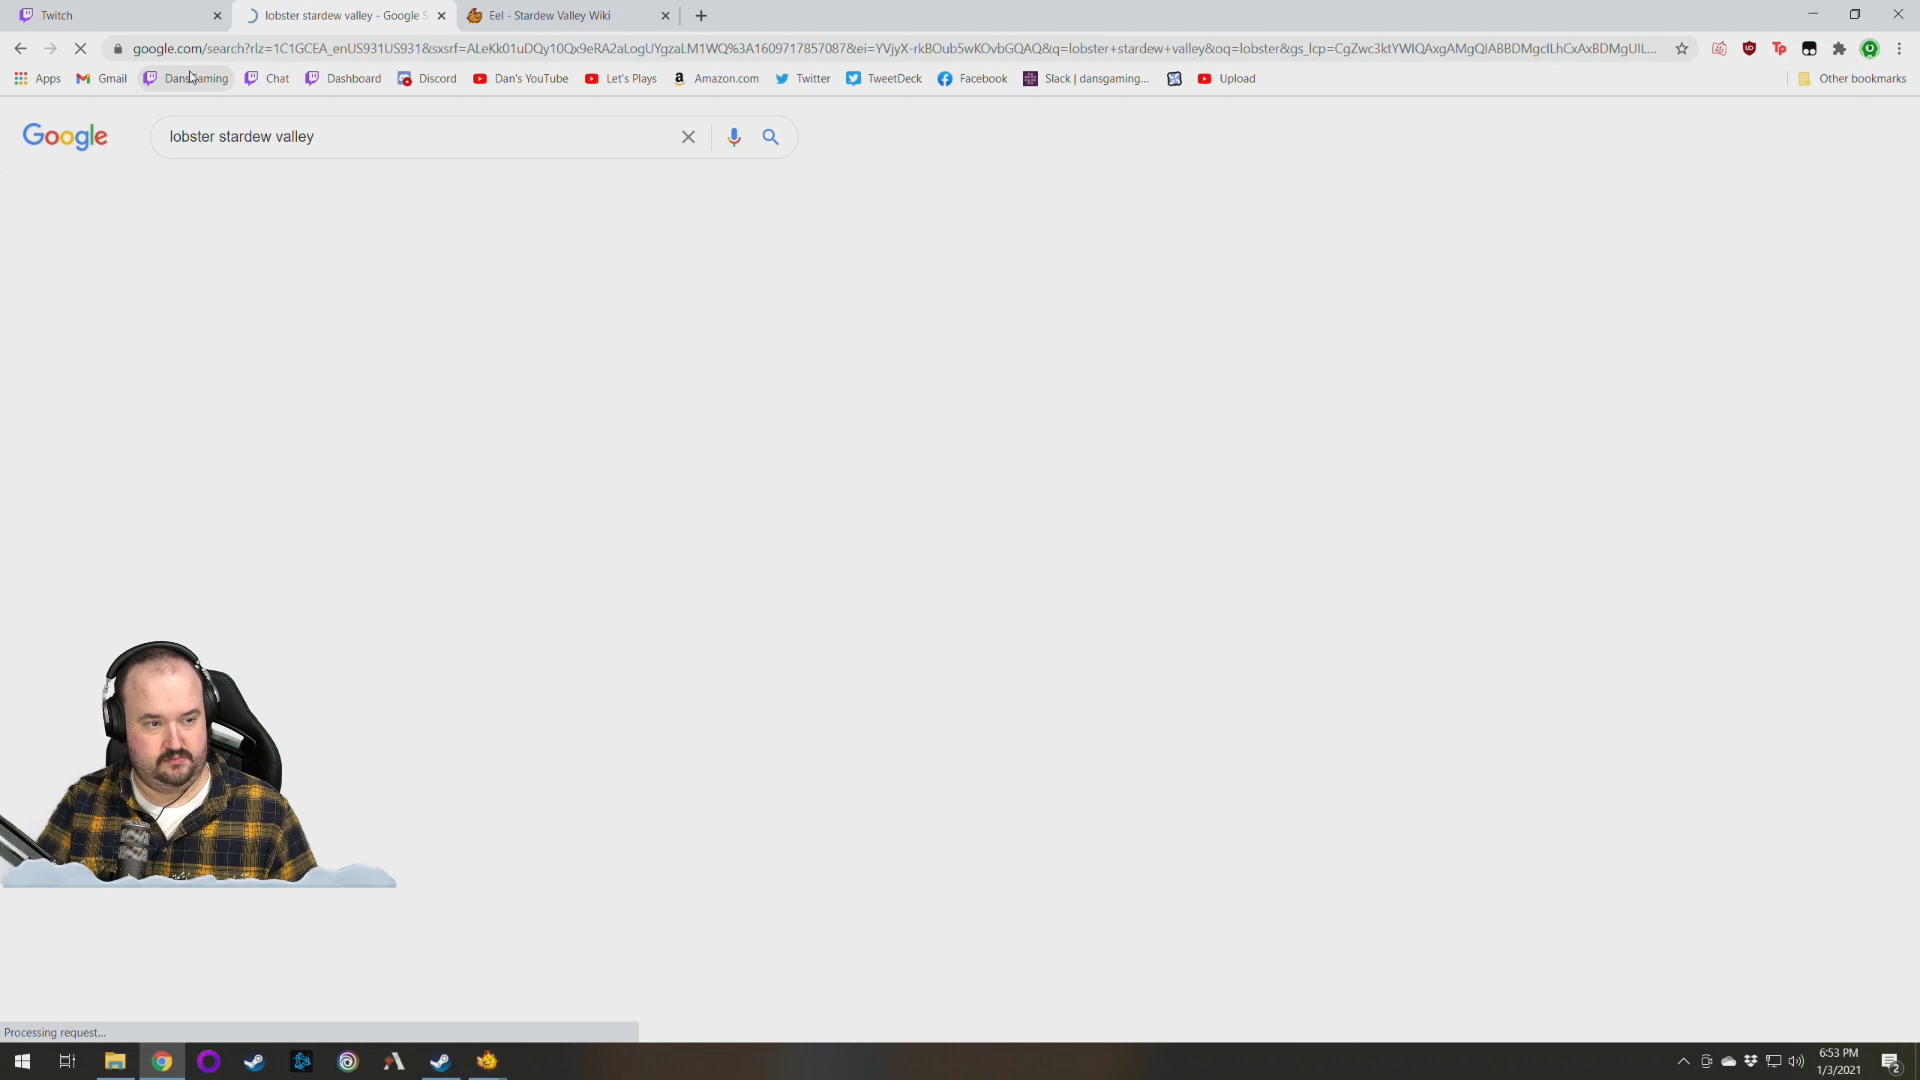 Twitch
lobster stardew valley - Google S
Eel - Stardew Valley Wiki
google.com/search?rlz=1C1GCEA_enUS931US931&sxsrf=ALeKk01uDQy10Qx9eRA2aLogUYgzaLM1WQ%3A1609717857087&ei=YVjyX-rkBOub5wKOvbGQAQ&q=lobster+stardew+valley&oq=lobster&gs_lcp=CgZwc3ktYWIQAxgAMgQIABBDMgcILhCxAxBDMgUIL...
Apps
Gmail
DansGaming
Chat
Dashboard
Discord
Dan's YouTube
Let's Plays
Amazon.com
Twitter
TweetDeck
Facebook
Slack | dansgaming...
Upload
Other bookmarks
Google
lobster stardew valley
Processing request...
6:53 PM
1/3/2021
2